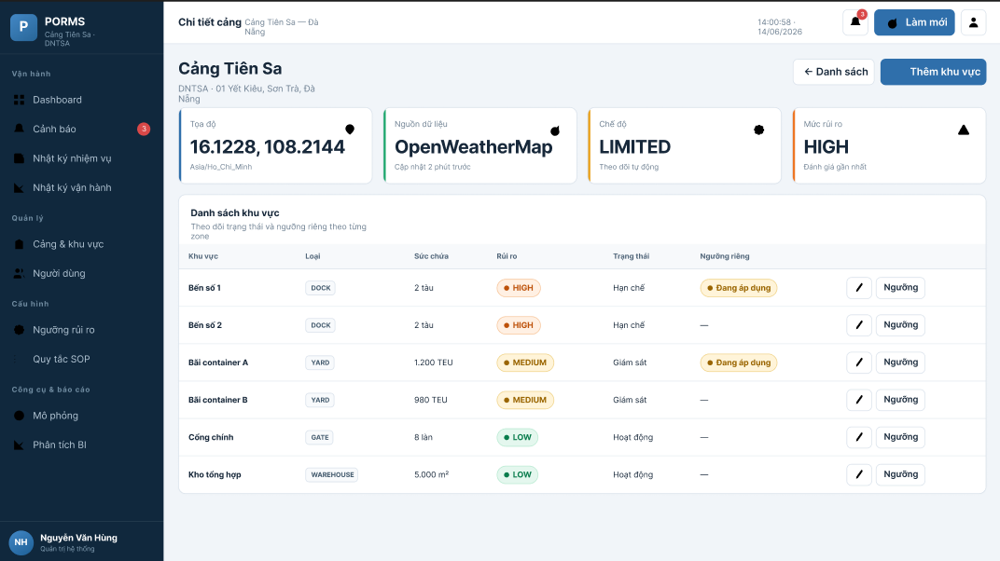 P
PORMS
Cảng Tiên Sa ·
DNTSA
Vận hành
Dashboard
Cảnh báo 3
Nhật ký nhiệm vụ
Nhật ký vận hành
Quản lý
Cảng & khu vực
Người dùng
Cấu hình
Ngưỡng rủi ro
Quy tắc SOP
Công cụ & báo cáo
Mô phỏng
Phân tích BI
NH
Nguyễn Văn Hùng
Quản trị hệ thống
Chi tiết cảng Cảng Tiên Sa — Đà
Nẵng
14:00:58 ·
14/06/2026
3
Làm mới
Cảng Tiên Sa
DNTSA · 01 Yết Kiêu, Sơn Trà, Đà
Nẵng
← Danh sách
Thêm khu vực
Tọa độ
16.1228, 108.2144
Asia/Ho_Chi_Minh
Nguồn dữ liệu
OpenWeatherMap
Cập nhật 2 phút trước
Chế độ
LIMITED
Theo dõi tự động
Mức rủi ro
HIGH
Đánh giá gần nhất
Danh sách khu vực
Theo dõi trạng thái và ngưỡng riêng theo từng
zone
Khu vực Loại Sức chứa Rủi ro Trạng thái Ngưỡng riêng
Bến số 1 DOCK 2 tàu HIGH Hạn chế Đang áp dụng Ngưỡng
Bến số 2 DOCK 2 tàu HIGH Hạn chế — Ngưỡng
Bãi container A YARD 1.200 TEU MEDIUM Giám sát Đang áp dụng Ngưỡng
Bãi container B YARD 980 TEU MEDIUM Giám sát — Ngưỡng
Cổng chính GATE 8 làn LOW Hoạt động — Ngưỡng
Kho tổng hợp WAREHOUSE 5.000 m² LOW Hoạt động — Ngưỡng